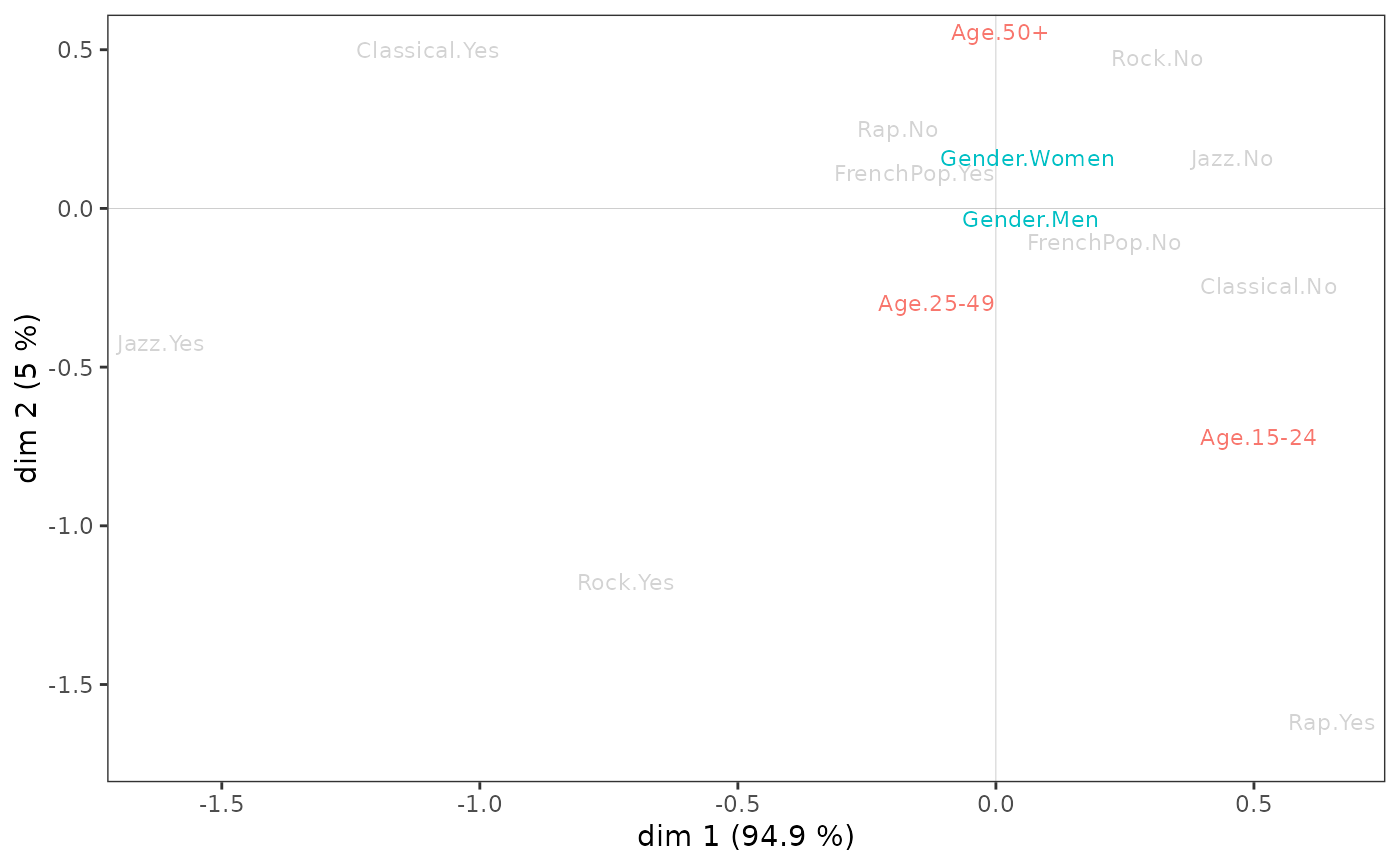 Age.50+
0.5
Classical.Yes
Rock.No
Rap.No
Gender.Women
Jazz.No
FrenchPop.Yes
0.0
Gender.Men
FrenchPop.No
Classical.No
Age.25-49
Jazz.Yes
-0.5
dim 2 (5 %)
Age.15-24
-1.0
Rock.Yes
-1.5
Rap.Yes
-1.5
-1.0
-0.5
0.0
0.5
dim 1 (94.9 %)